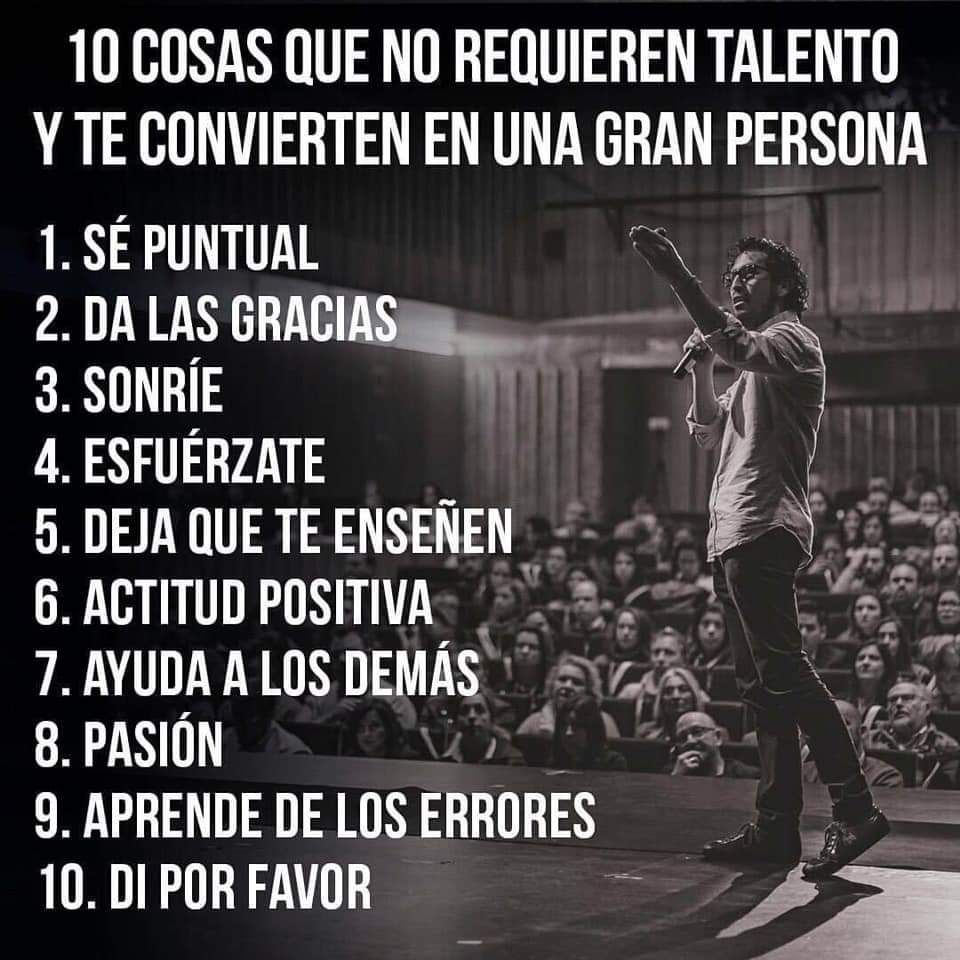 10 COSAS QUE NO REQUIEREN TALENTO
Y TE CONVIERTEN EN UNA GRAN PERSONA
1. SÉ PUNTUAL
2. DA LAS GRACIAS
3. SONRÍE
4. ESFUÉRZATE
5. DEJA QUE TE ENSEÑEN
6. ACTITUD POSITIVA
7. AYUDA A LOS DEMÁS
8. PASIÓN
9. APRENDE DE LOS ERRORES
10. DI POR FAVOR